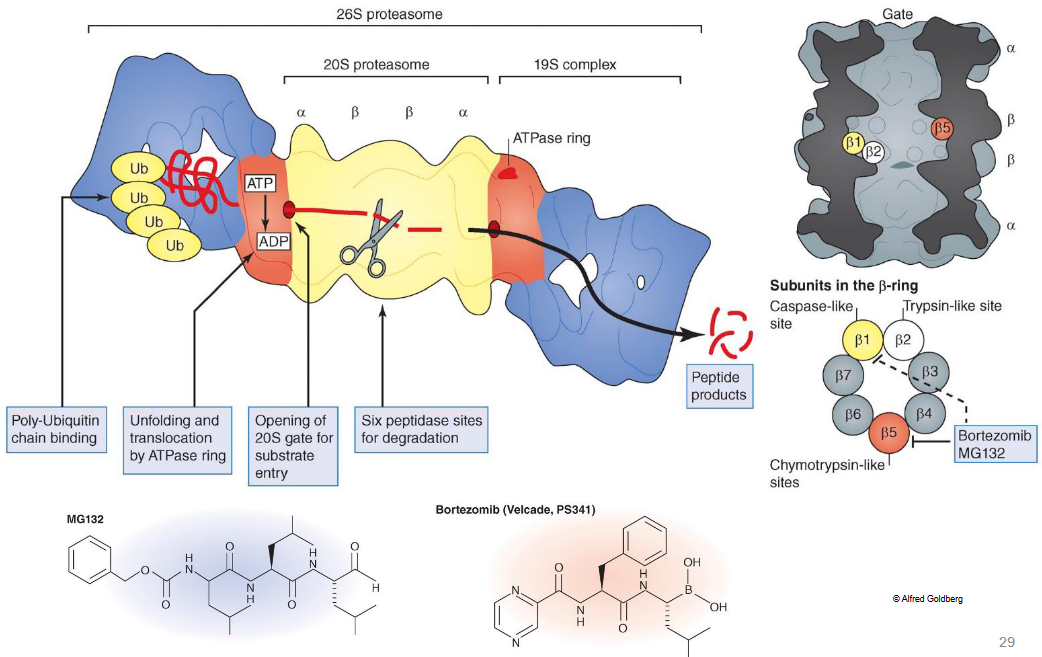 26S proteasome
20S proteasome
19S complex
α
β
β
α
ATPase ring
Ub
Ub
Ub
Ub
ATP
ADP
Poly-Ubiquitin
chain binding
Unfolding and
translocation
by ATPase ring
Opening of
20S gate for
substrate
entry
Six peptidase sites
for degradation
Peptide
products
Gate
α
β
β
α
β1
β2
β5
Subunits in the β-ring
Caspase-like
site
Trypsin-like site
β1
β2
β3
β4
β5
β6
β7
Bortezomib
MG132
Chymotrypsin-like
sites
MG132
O
O
H
N
O
N
H
O
H
N
O
H
Bortezomib (Velcade, PS341)
N
N
O
N
H
O
H
N
B
OH
OH
© Alfred Goldberg
29